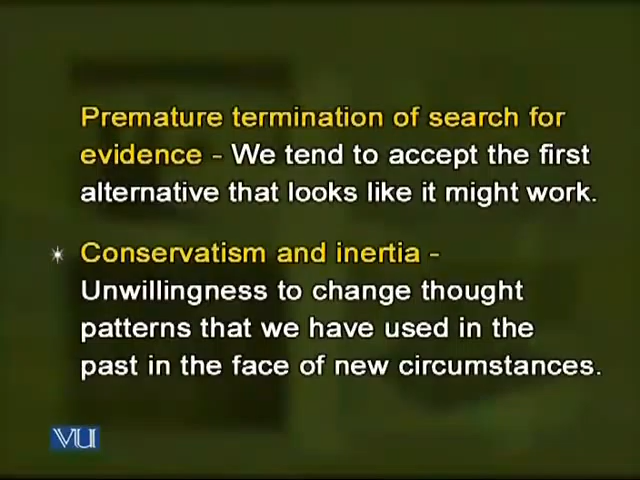 Premature termination of search for
evidence - We tend to accept the first
alternative that looks like it might work.
Conservatism and inertia -
Unwillingness to change thought
patterns that we have used in the
past in the face of new circumstances.
VU